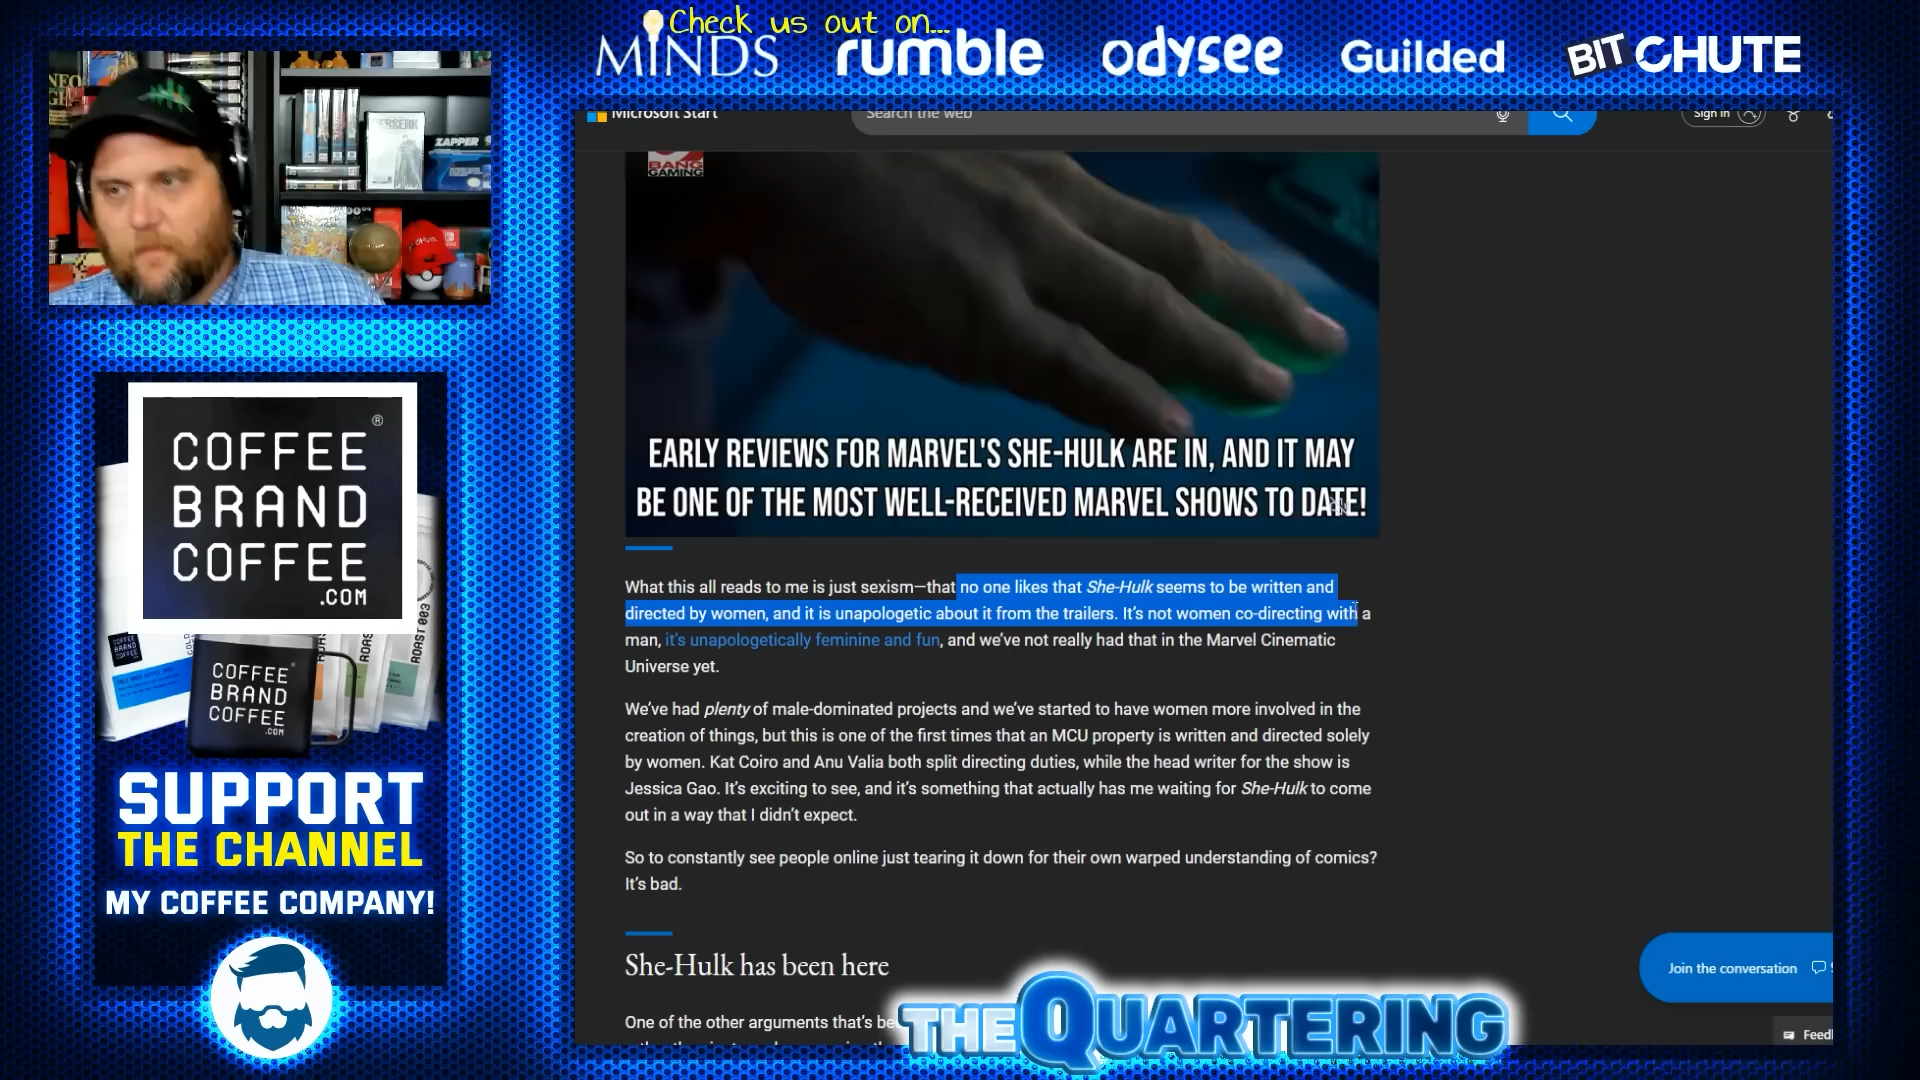 Check us out on...
MINDS
rumble
odysee
Guilded
BITCHUTE
BERSERK
ZAPPER
Microsoft Start
Search the web
Sign in
BANG
GAMING
EARLY REVIEWS FOR MARVEL'S SHE-HULK ARE IN, AND IT MAY
BE ONE OF THE MOST WELL-RECEIVED MARVEL SHOWS TO DATE!
What this all reads to me is just sexism—that no one likes that She-Hulk seems to be written and
directed by women, and it is unapologetic about it from the trailers. It's not women co-directing with a
man, it's unapologetically feminine and fun, and we've not really had that in the Marvel Cinematic
Universe yet.
We've had plenty of male-dominated projects and we've started to have women more involved in the
creation of things, but this is one of the first times that an MCU property is written and directed solely
by women. Kat Coiro and Anu Valia both split directing duties, while the head writer for the show is
Jessica Gao. It's exciting to see, and it's something that actually has me waiting for She-Hulk to come
out in a way that I didn't expect.
So to constantly see people online just tearing it down for their own warped understanding of comics?
It's bad.
She-Hulk has been here
One of the other arguments that's be
Join the conversation
Feed
THE QUARTERING
COFFEE
BRAND
COFFEE
.COM
®
COFFEE
BRAND
COFFEE
.COM
ROAST 003
SUPPORT
THE CHANNEL
MY COFFEE COMPANY!